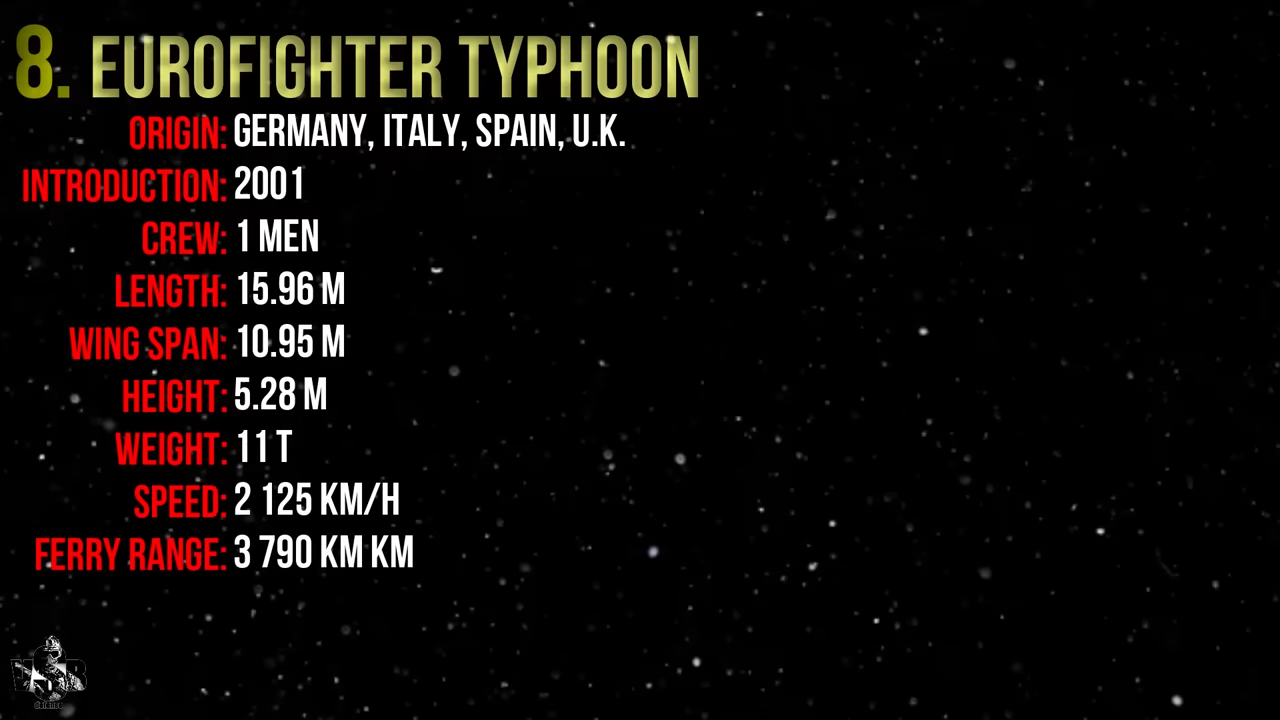 8. EUROFIGHTER TYPHOON
ORIGIN: GERMANY, ITALY, SPAIN, U.K.
INTRODUCTION: 2001
CREW: 1 MEN
LENGTH: 15.96 M
WING SPAN: 10.95 M
HEIGHT: 5.28 M
WEIGHT: 11 T
SPEED: 2 125 KM/H
FERRY RANGE: 3 790 KM KM
defense